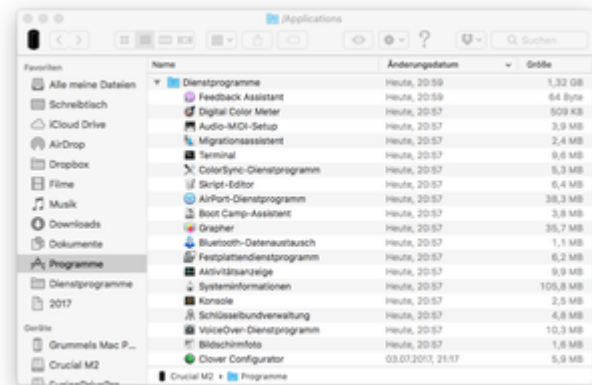 /Applications
?
Suchen
Favoriten
Alle meine Dateien
Schreibtisch
iCloud Drive
AirDrop
Dropbox
Filme
Musik
Downloads
Dokumente
Programme
Dienstprogramme
2017
Geräte
Grummels Mac P...
Crucial M2
Name Änderungsdatum Größe
Dienstprogramme Heute, 20:59 1,32 GB
Feedback Assistant Heute, 20:59 64 Byte
Digital Color Meter Heute, 20:57 509 KB
Audio-MIDI-Setup Heute, 20:57 3,9 MB
Migrationsassistent Heute, 20:57 2,4 MB
Terminal Heute, 20:57 9,6 MB
ColorSync-Dienstprogramm Heute, 20:57 5,3 MB
Skript-Editor Heute, 20:57 6,4 MB
AirPort-Dienstprogramm Heute, 20:57 38,3 MB
Boot Camp-Assistent Heute, 20:57 3,8 MB
Grapher Heute, 20:57 35,7 MB
Bluetooth-Datenaustausch Heute, 20:57 1,1 MB
Festplattendienstprogramm Heute, 20:57 6,2 MB
Aktivitätsanzeige Heute, 20:57 9,9 MB
Systeminformationen Heute, 20:57 105,8 MB
Konsole Heute, 20:57 2,5 MB
Schlüsselbundverwaltung Heute, 20:57 4,8 MB
VoiceOver-Dienstprogramm Heute, 20:57 10,3 MB
Bildschirmfoto Heute, 20:57 1,6 MB
Clover Configurator 03.07.2017, 21:17 5,9 MB
Crucial M2 Programme